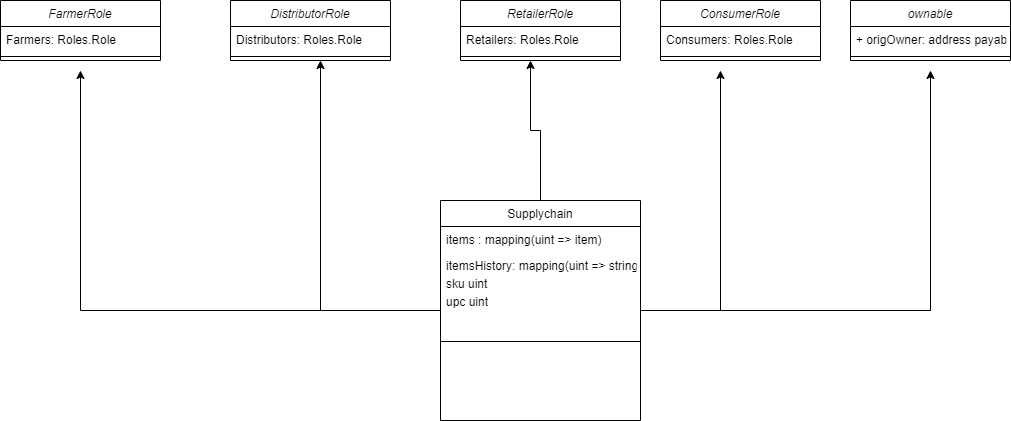 FarmerRole
Farmers: Roles.Role
DistributorRole
Distributors: Roles.Role
RetailerRole
Retailers: Roles.Role
ConsumerRole
Consumers: Roles.Role
ownable
+ origOwner: address payab
Supplychain
items : mapping(uint => item)
itemsHistory: mapping(uint => string
sku uint
upc uint